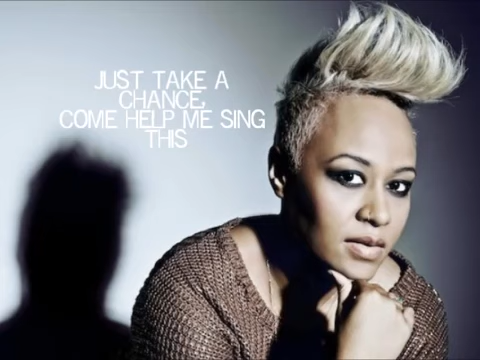 JUST TAKE A
CHANCE,
COME HELP ME SING
THIS